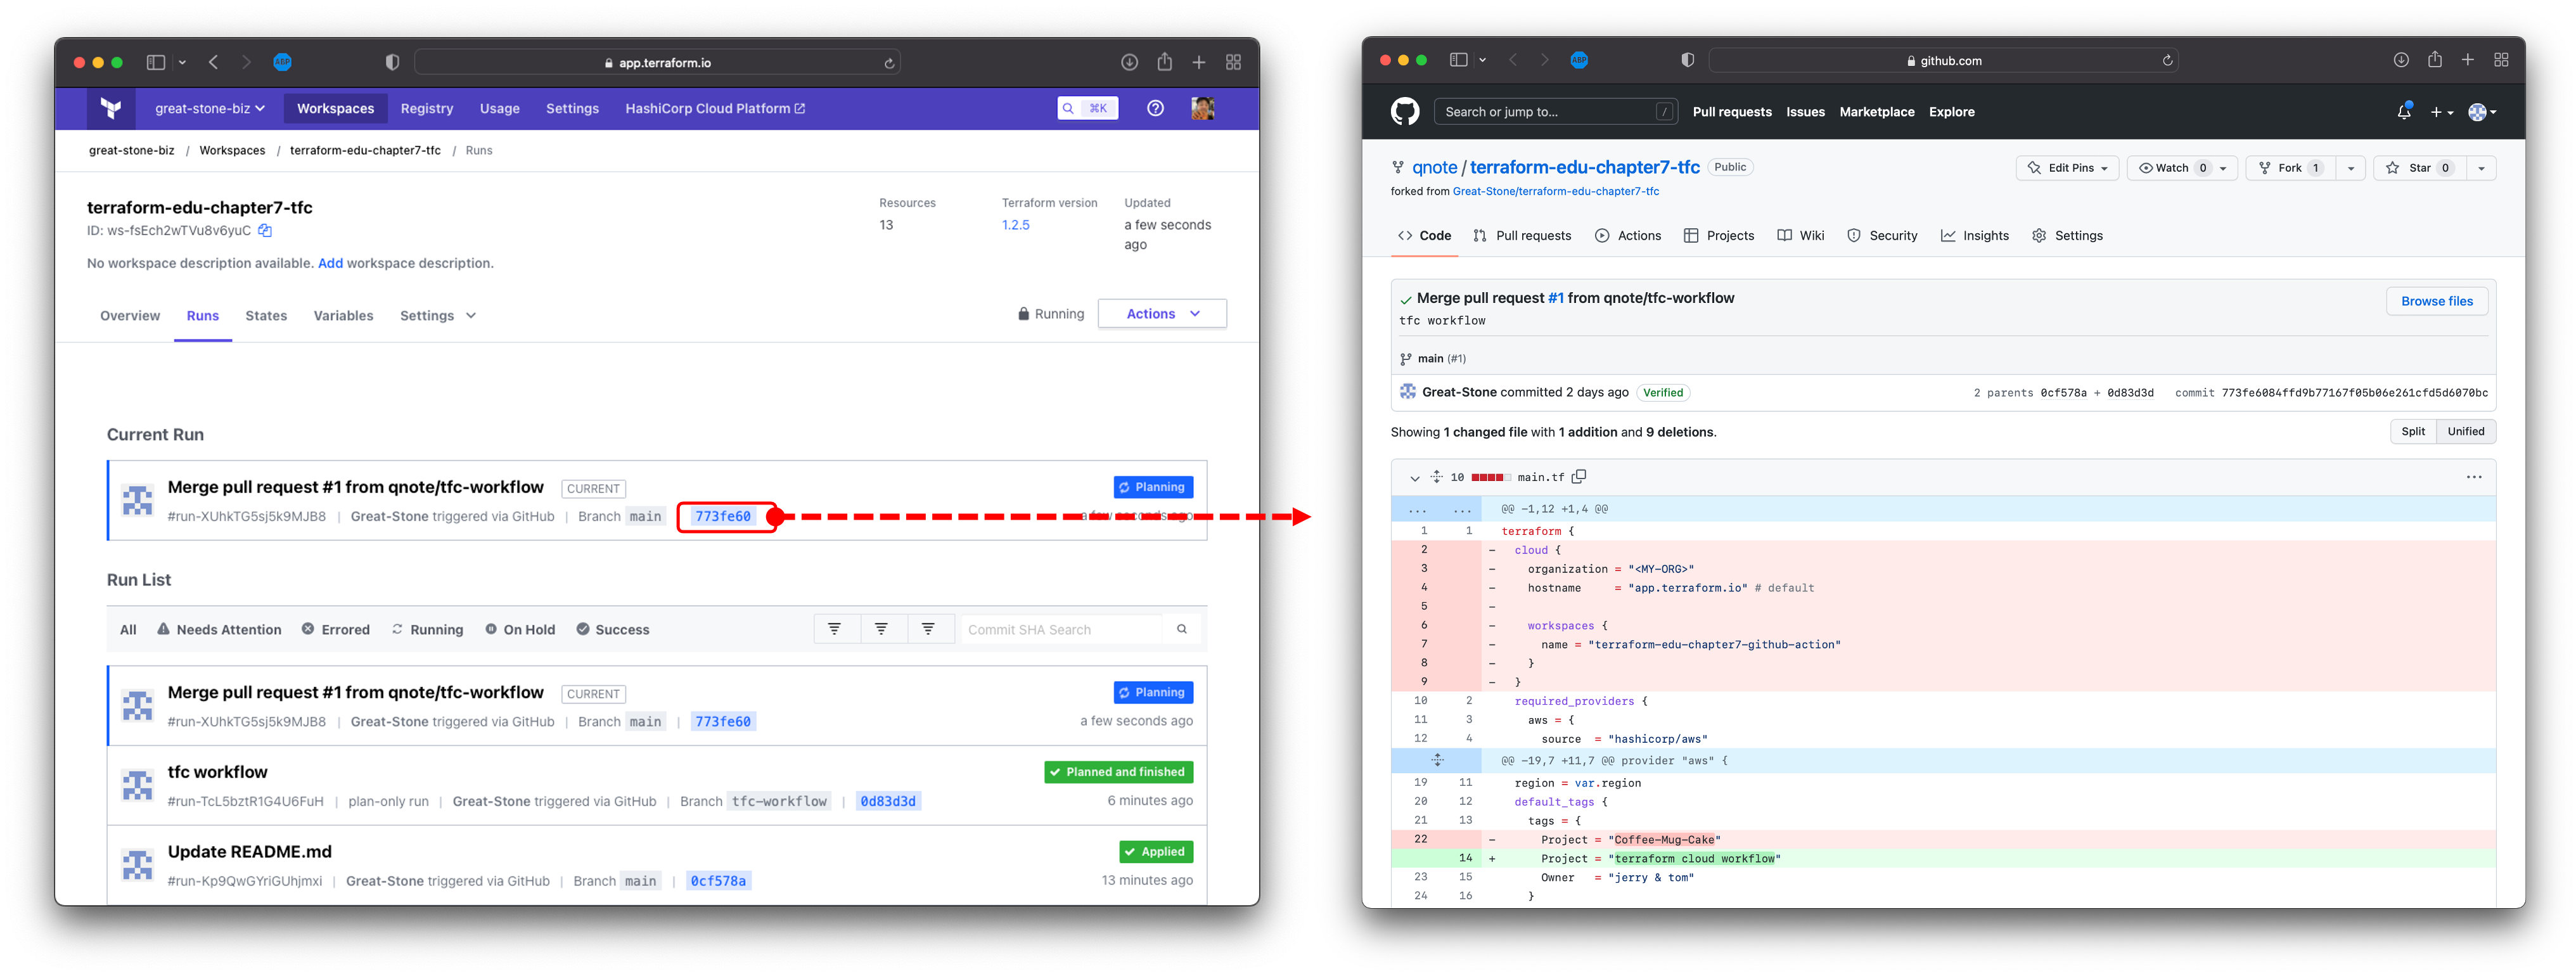 app.terraform.io
great-stone-biz Workspaces Registry Usage Settings HashiCorp Cloud Platform ⌘K
great-stone-biz / Workspaces / terraform-edu-chapter7-tfc / Runs
terraform-edu-chapter7-tfc
ID: ws-fsEch2wTVu8v6yuC
No workspace description available. Add workspace description.
Resources
13
Terraform version
1.2.5
Updated
a few seconds
ago
Overview Runs States Variables Settings
Running Actions
Current Run
Merge pull request #1 from qnote/tfc-workflow CURRENT Planning
#run-XUhkTG5sj5k9MJB8 | Great-Stone triggered via GitHub | Branch main 773fe60 a few seconds ago
Run List
All Needs Attention Errored Running On Hold Success Commit SHA Search
Merge pull request #1 from qnote/tfc-workflow CURRENT Planning
#run-XUhkTG5sj5k9MJB8 | Great-Stone triggered via GitHub | Branch main | 773fe60 a few seconds ago
tfc workflow Planned and finished
#run-TcL5bztR1G4U6FuH | plan-only run | Great-Stone triggered via GitHub | Branch tfc-workflow | 0d83d3d 6 minutes ago
Update README.md Applied
#run-Kp9QwGYriGUhjmxi | Great-Stone triggered via GitHub | Branch main | 0cf578a 13 minutes ago
ABP
github.com
Search or jump to... / Pull requests Issues Marketplace Explore
qnote / terraform-edu-chapter7-tfc Public Edit Pins Watch 0 Fork 1 Star 0
forked from Great-Stone/terraform-edu-chapter7-tfc
Code Pull requests Actions Projects Wiki Security Insights Settings
Merge pull request #1 from qnote/tfc-workflow Browse files
tfc workflow
main (#1)
Great-Stone committed 2 days ago Verified 2 parents 0cf578a + 0d83d3d commit 773fe6084ffd9b77167f05b06e261cfd5d6070bc
Showing 1 changed file with 1 addition and 9 deletions. Split Unified
10 main.tf ...
... ... @@ -1,12 +1,4 @@
1 1 terraform {
2 - cloud {
3 - organization = "<MY-ORG>"
4 - hostname = "app.terraform.io" # default
5 -
6 - workspaces {
7 - name = "terraform-edu-chapter7-github-action"
8 - }
9 - }
10 2 required_providers {
11 3 aws = {
12 4 source = "hashicorp/aws"
@@ -19,7 +11,7 @@ provider "aws" {
19 11 region = var.region
20 12 default_tags {
21 13 tags = {
22 - Project = "Coffee-Mug-Cake"
14 + Project = "terraform cloud workflow"
23 15 Owner = "jerry & tom"
24 16 }